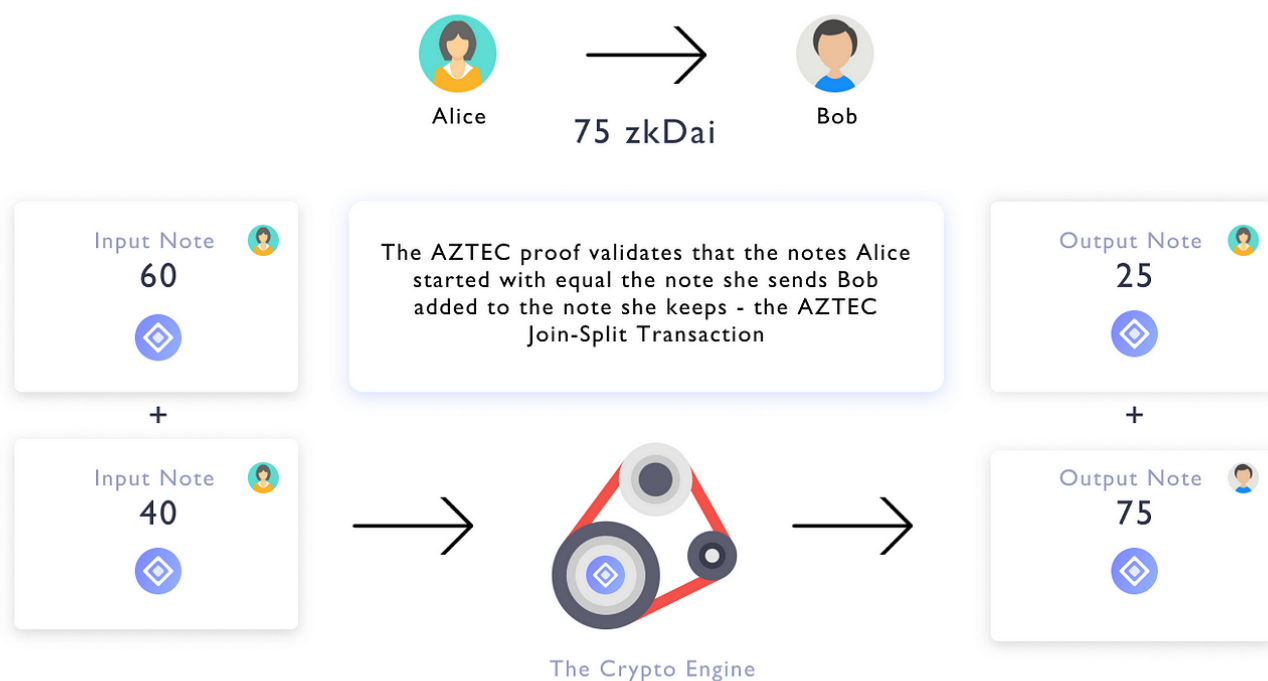 Alice
Bob
75 zkDai
Input Note
60
The AZTEC proof validates that the notes Alice
started with equal the note she sends Bob
added to the note she keeps - the AZTEC
Join-Split Transaction
Output Note
25
+
+
Input Note
40
Output Note
75
The Crypto Engine